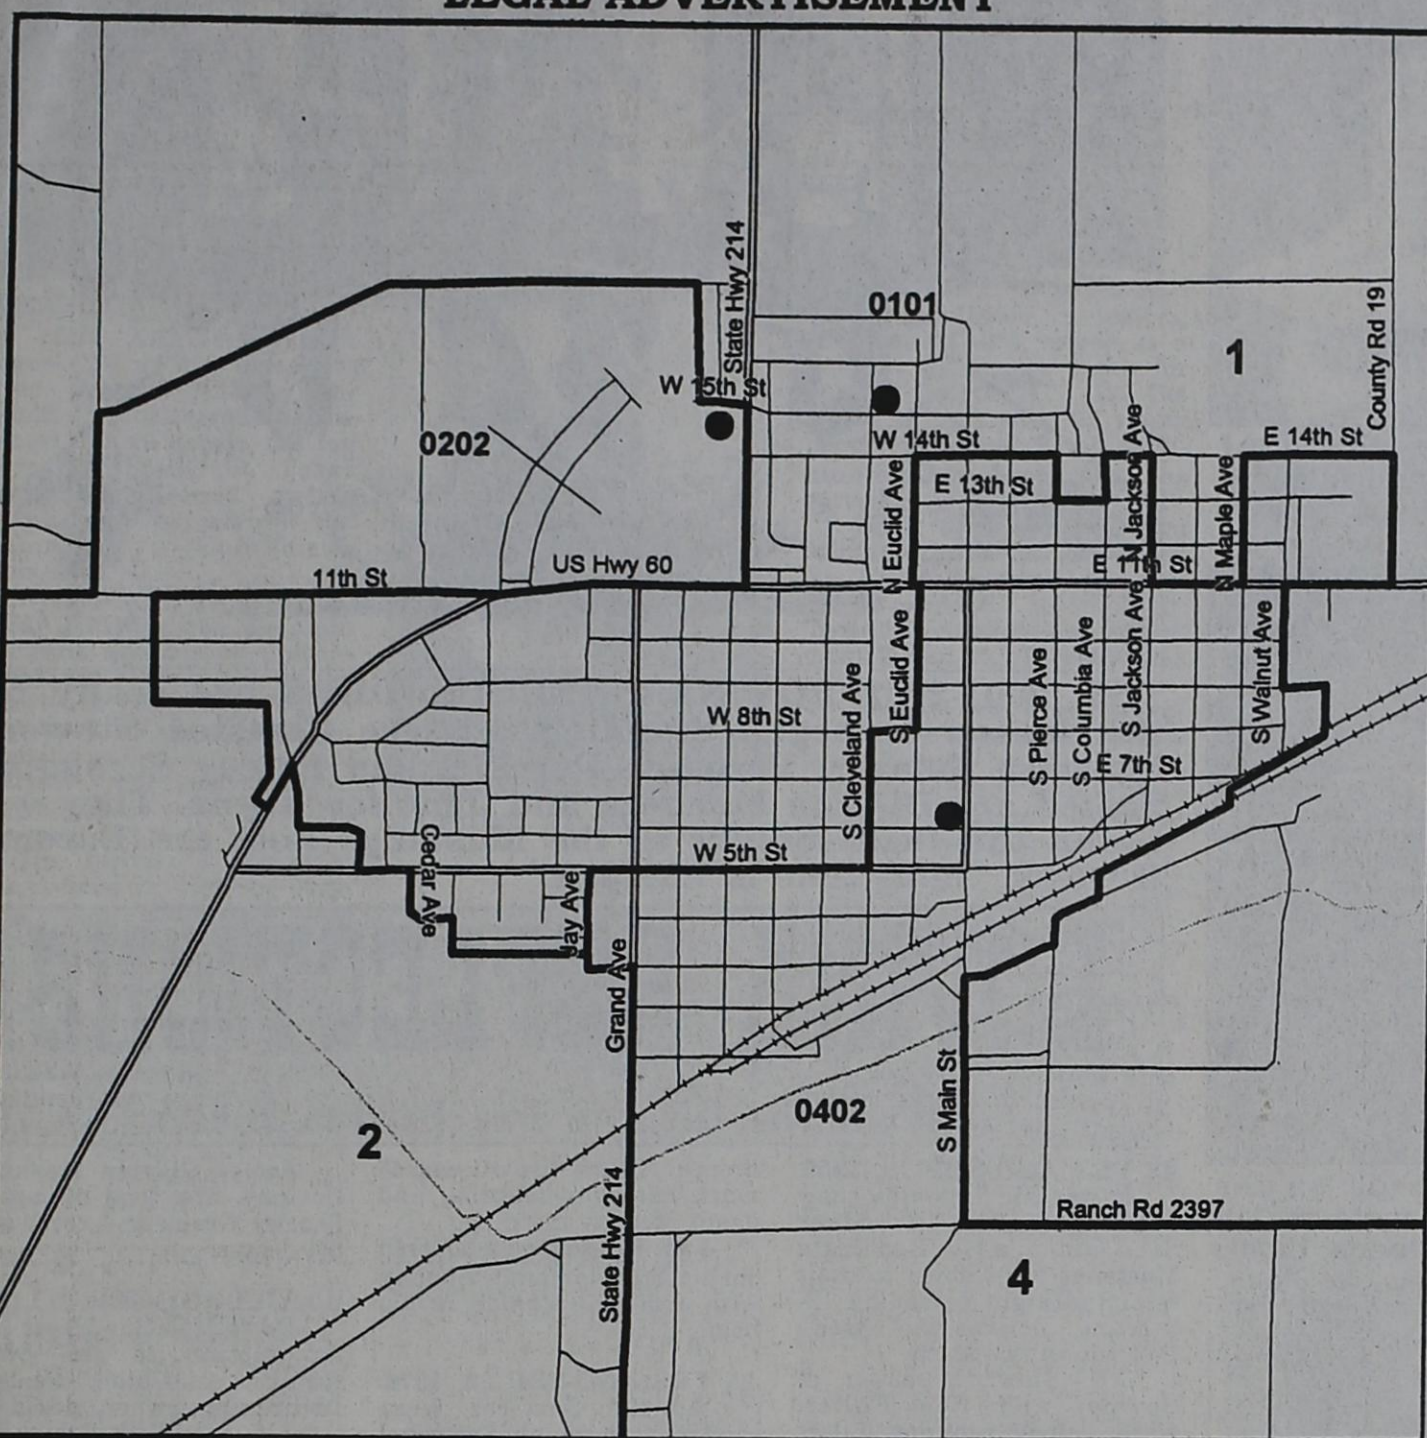 LEGAL ADVERTISEMENT
State Hwy 214
0101
County Rd 19
1
W 15th St
0202
W 14th St
N Jackson Ave
E 14th St
N Euclid Ave
E 13th St
N Maple Ave
US Hwy 60
E 11th St
11th St
S Euclid Ave
S Jackson Ave
S Walnut Ave
S Columbia Ave
S Pierce Ave
S Cleveland Ave
W 8th St
E 7th St
W 5th St
Cedar Ave
Jay Ave
Grand Ave
S Main St
0402
2
State Hwy 214
Ranch Rd 2397
4